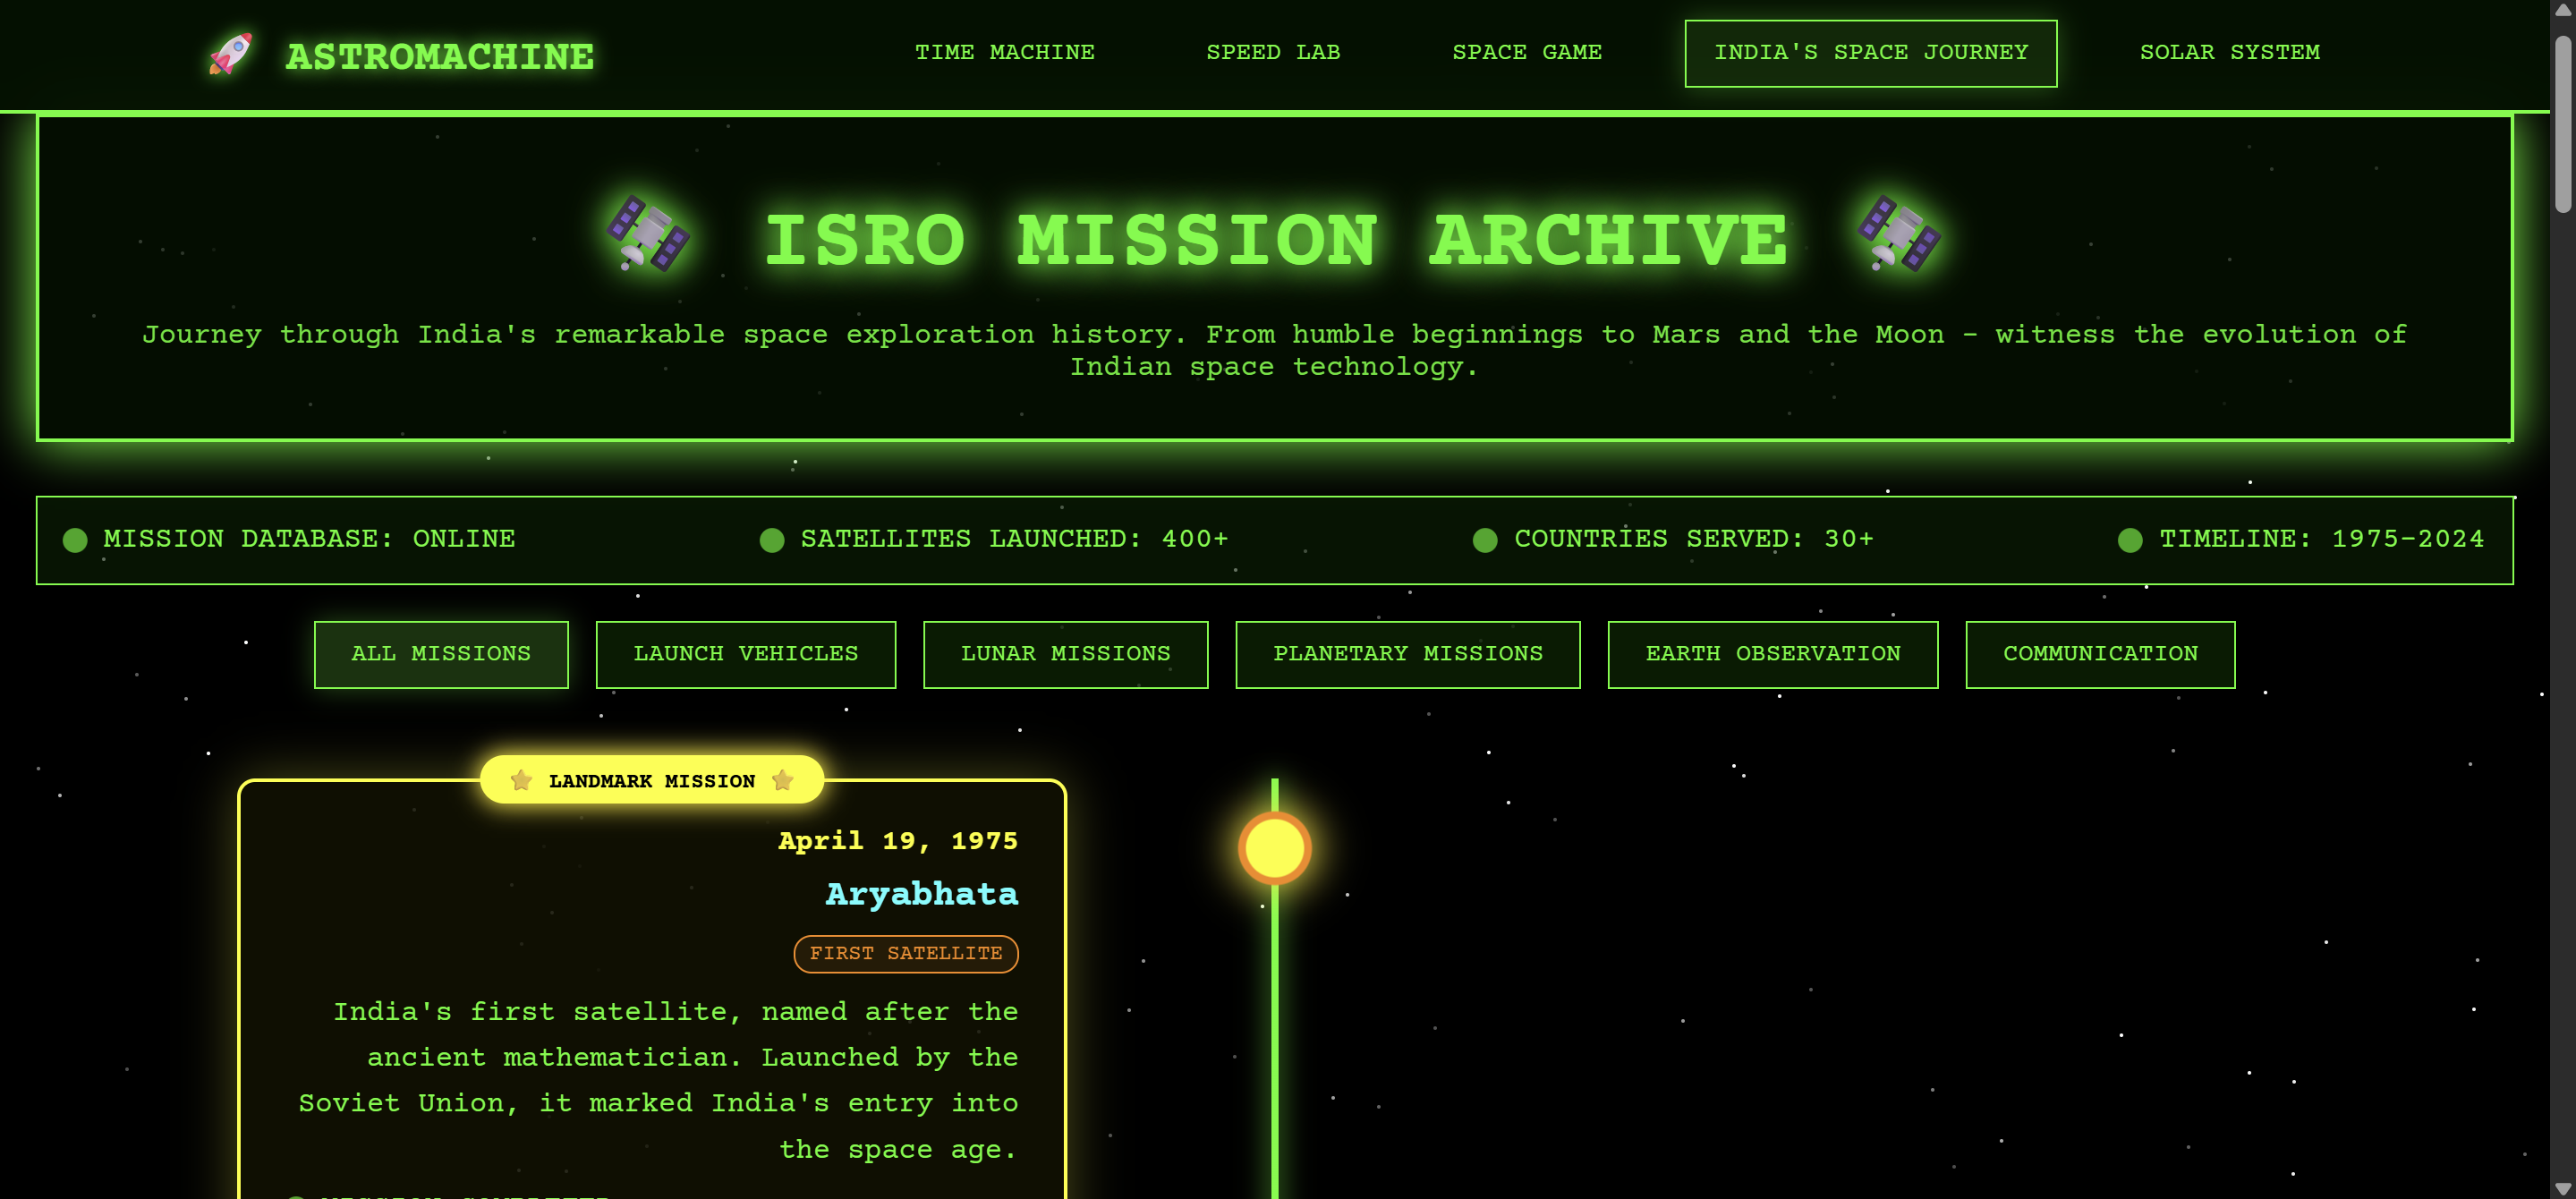 ASTROMACHINE
TIME MACHINE
SPEED LAB
SPACE GAME
INDIA'S SPACE JOURNEY
SOLAR SYSTEM
ISRO MISSION ARCHIVE
Journey through India's remarkable space exploration history. From humble beginnings to Mars and the Moon - witness the evolution of
Indian space technology.
MISSION DATABASE: ONLINE
SATELLITES LAUNCHED: 400+
COUNTRIES SERVED: 30+
TIMELINE: 1975-2024
ALL MISSIONS
LAUNCH VEHICLES
LUNAR MISSIONS
PLANETARY MISSIONS
EARTH OBSERVATION
COMMUNICATION
LANDMARK MISSION
April 19, 1975
Aryabhata
FIRST SATELLITE
India's first satellite, named after the
ancient mathematician. Launched by the
Soviet Union, it marked India's entry into
the space age.